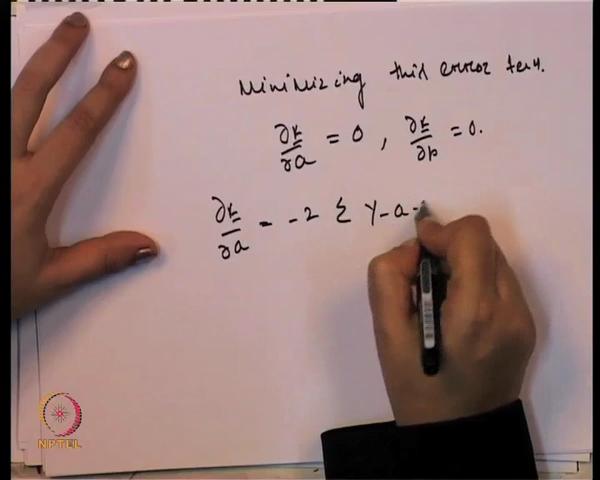 Minimizing this error term.
∂E/∂a = 0 , ∂E/∂b = 0.
∂E/∂a = -2 Σ Y-a-
NPTEL